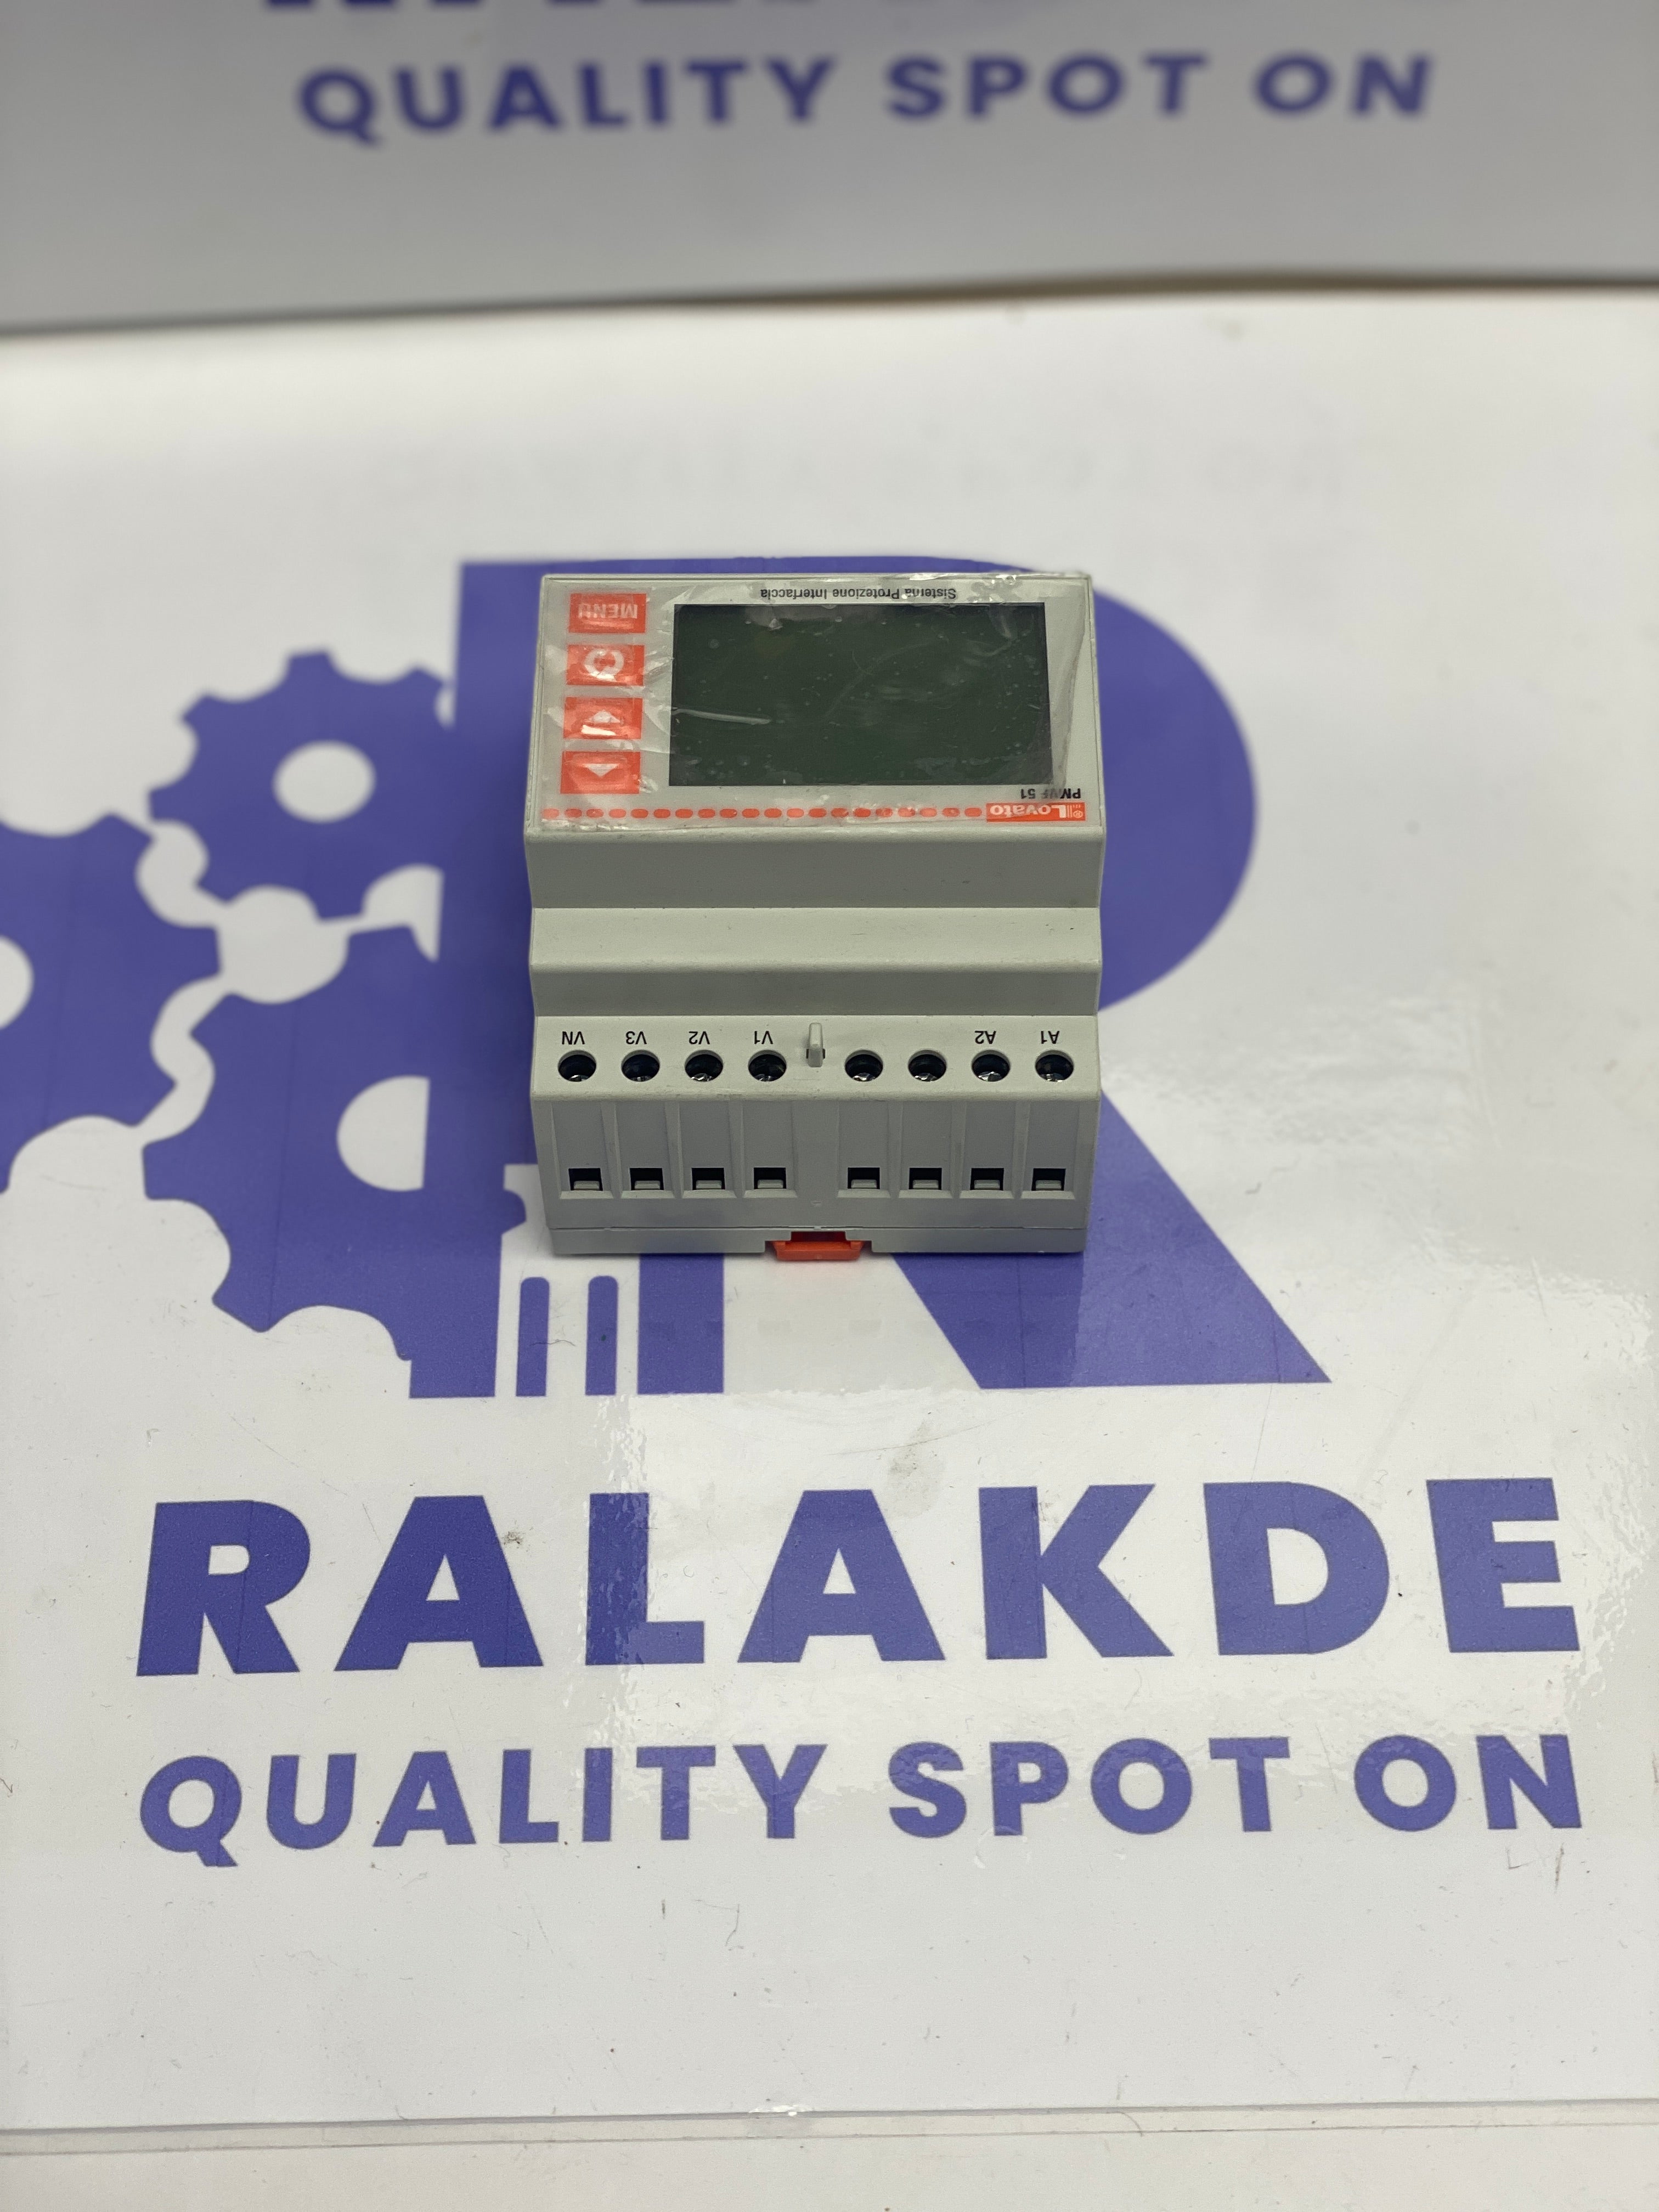 QUALITY SPOT ON
Sistema Protezione Interfaccia
MENU
PMVF 51
Lovato
VN V3 V2 V1 A2 A1
RALAKDE
QUALITY SPOT ON